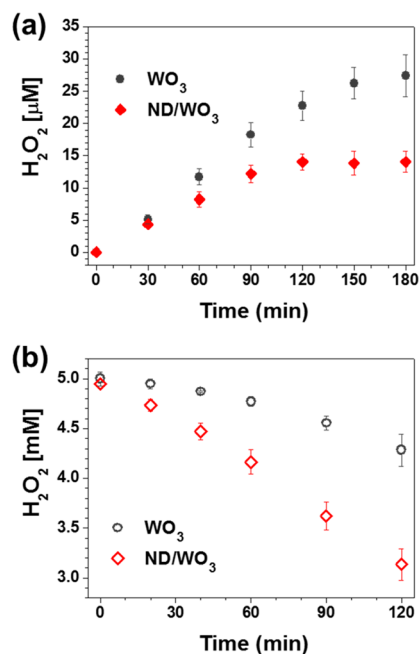 (a)
35
30
25
20
15
10
5
0
H₂O₂ [μM]
WO₃
ND/WO₃
0 30 60 90 120 150 180
Time (min)
(b)
5.0
4.5
4.0
3.5
3.0
H₂O₂ [mM]
WO₃
ND/WO₃
0 30 60 90 120
Time (min)